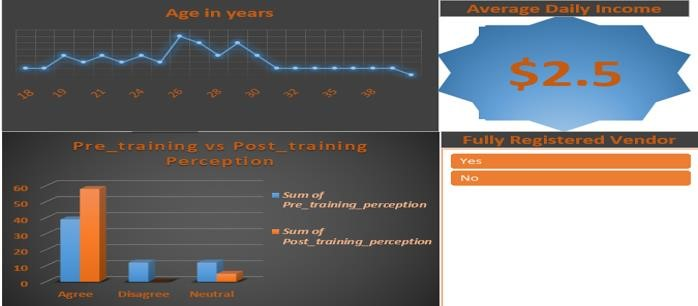 Age in years
18
19
21
24
26
28
30
32
35
38
Average Daily Income
$2.5
Pre_training vs Post_training
Perception
60
50
40
30
20
10
0
Agree
Disagree
Neutral
Sum of
Pre_training_perception
Sum of
Post_training_perception
Fully Registered Vendor
Yes
No